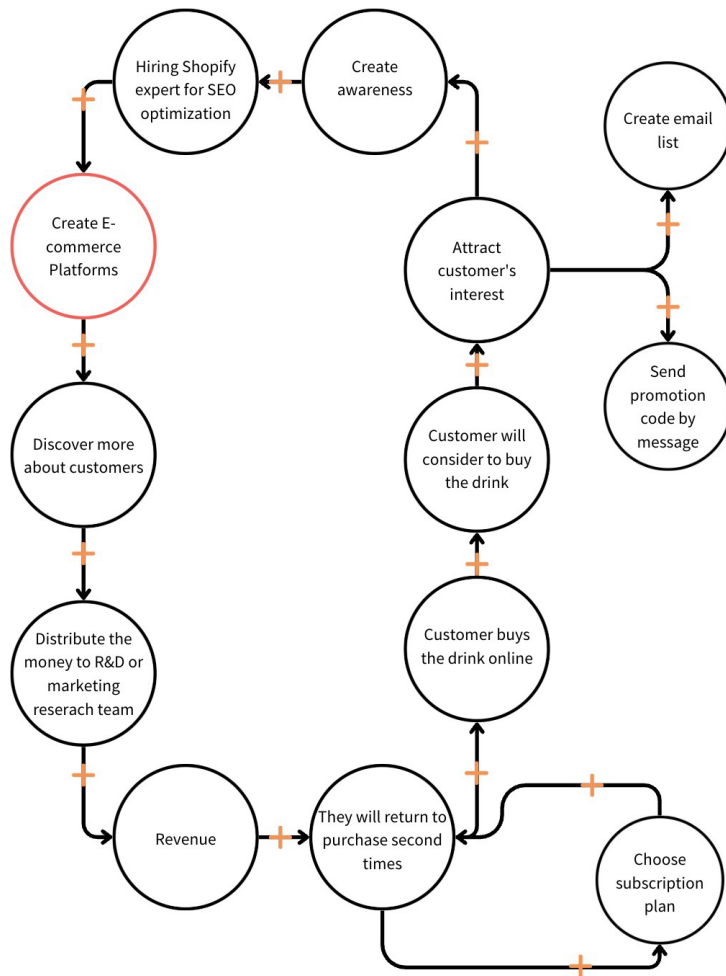 Hiring Shopify
expert for SEO
optimization
Create
awareness
Create email
list
Create E-
commerce
Platforms
Attract
customer's
interest
Send
promotion
code by
message
Discover more
about customers
Customer will
consider to buy
the drink
Distribute the
money to R&D or
marketing
reserach team
Customer buys
the drink online
Revenue
They will return to
purchase second
times
Choose
subscription
plan